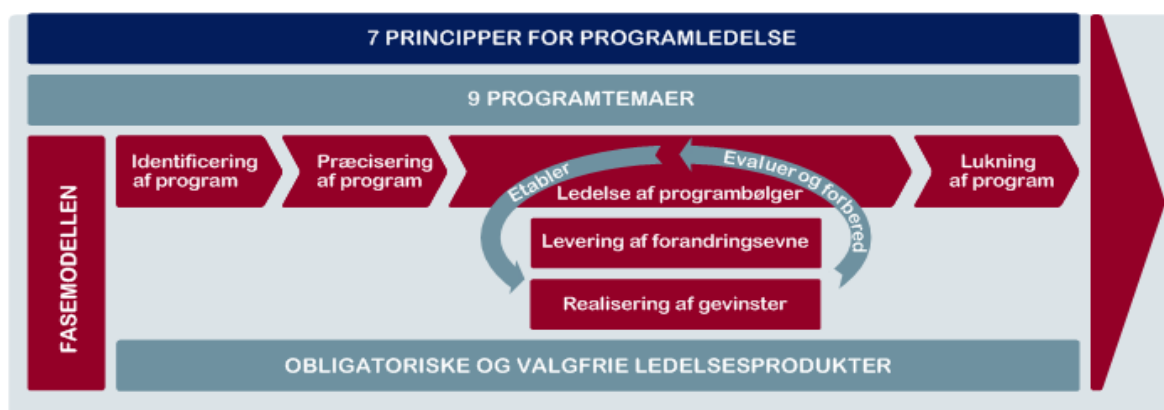 7 PRINCIPPER FOR PROGRAMLEDELSE
9 PROGRAMTEMAER
FASEMODELLEN
Identificering
af program
Præcisering
af program
Etabler
Evaluer og forbered
Ledelse af programbølger
Levering af forandringsevne
Realisering af gevinster
Lukning
af program
OBLIGATORISKE OG VALGFRIE LEDELSESPRODUKTER